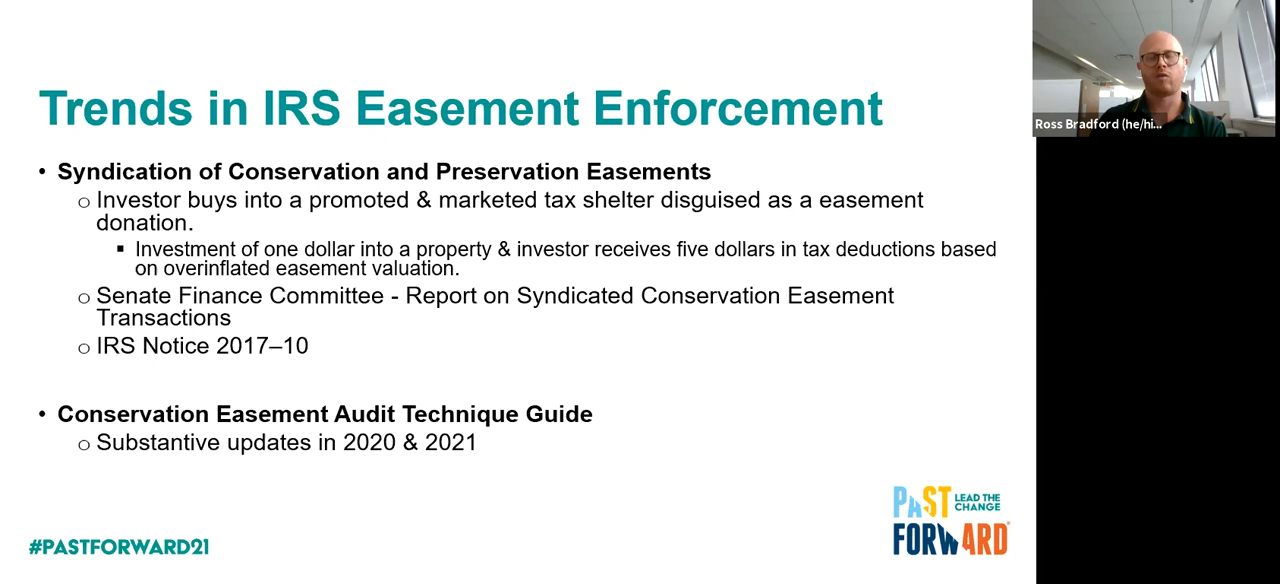 Trends in IRS Easement Enforcement
• Syndication of Conservation and Preservation Easements
o Investor buys into a promoted & marketed tax shelter disguised as a easement
donation.
▪ Investment of one dollar into a property & investor receives five dollars in tax deductions based
on overinflated easement valuation.
o Senate Finance Committee - Report on Syndicated Conservation Easement
Transactions
o IRS Notice 2017–10
• Conservation Easement Audit Technique Guide
o Substantive updates in 2020 & 2021
#PASTFORWARD21
PAST LEAD THE
CHANGE
FORWARD®
Ross Bradford (he/hi...